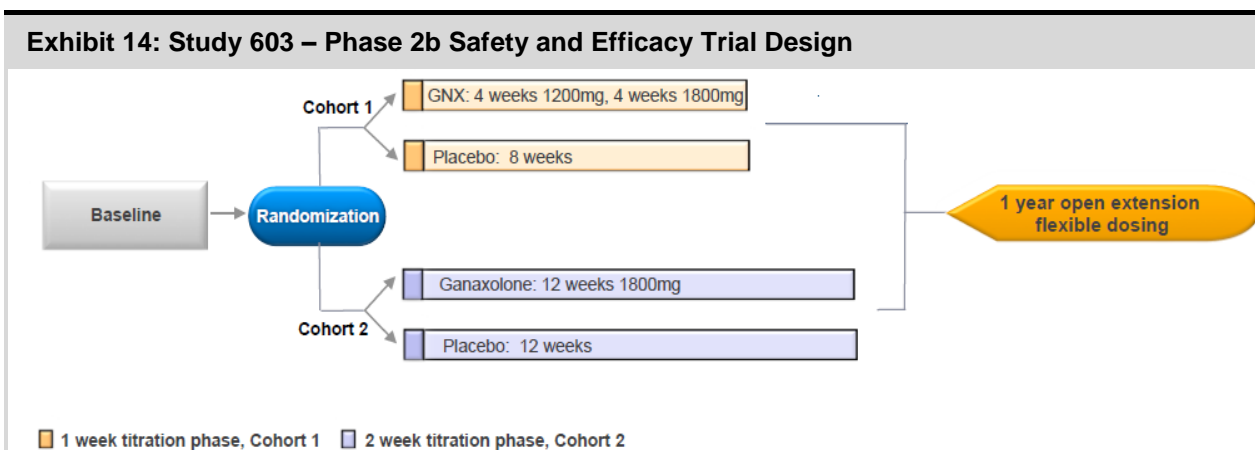 Exhibit 14: Study 603 – Phase 2b Safety and Efficacy Trial Design
Cohort 1
GNX: 4 weeks 1200mg, 4 weeks 1800mg
Placebo: 8 weeks
Baseline
Randomization
1 year open extension
flexible dosing
Ganaxolone: 12 weeks 1800mg
Cohort 2
Placebo: 12 weeks
1 week titration phase, Cohort 1
2 week titration phase, Cohort 2